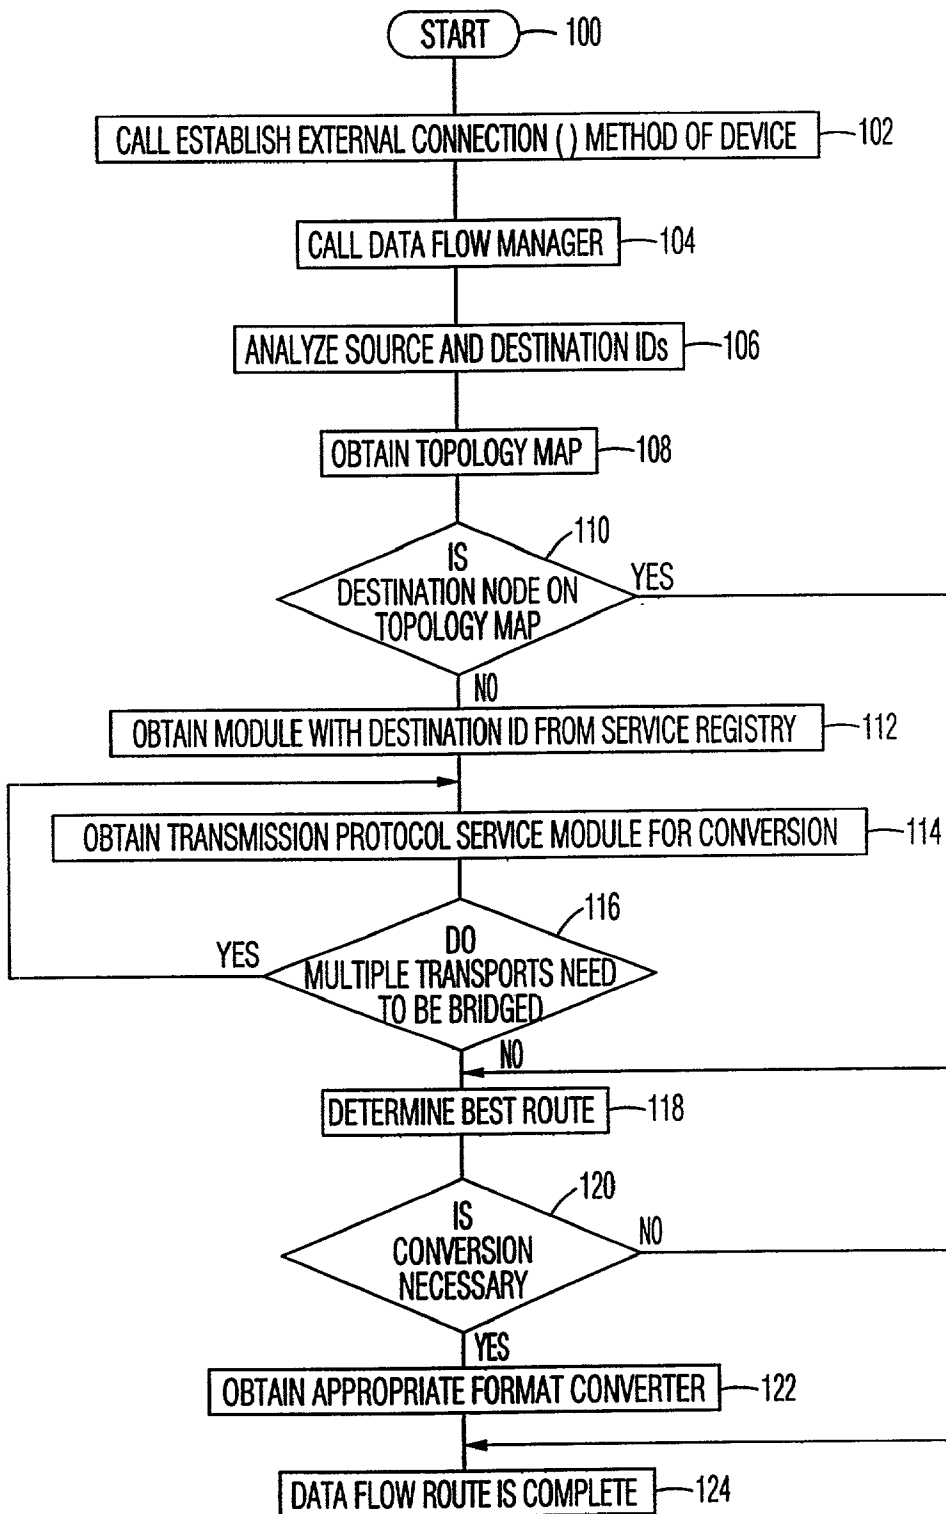 START
100
CALL ESTABLISH EXTERNAL CONNECTION ( ) METHOD OF DEVICE
102
CALL DATA FLOW MANAGER
104
ANALYZE SOURCE AND DESTINATION IDs
106
OBTAIN TOPOLOGY MAP
108
110
IS
DESTINATION NODE ON
TOPOLOGY MAP
YES
NO
OBTAIN MODULE WITH DESTINATION ID FROM SERVICE REGISTRY
112
OBTAIN TRANSMISSION PROTOCOL SERVICE MODULE FOR CONVERSION
114
116
DO
MULTIPLE TRANSPORTS NEED
TO BE BRIDGED
YES
NO
DETERMINE BEST ROUTE
118
120
IS
CONVERSION
NECESSARY
NO
YES
OBTAIN APPROPRIATE FORMAT CONVERTER
122
DATA FLOW ROUTE IS COMPLETE
124